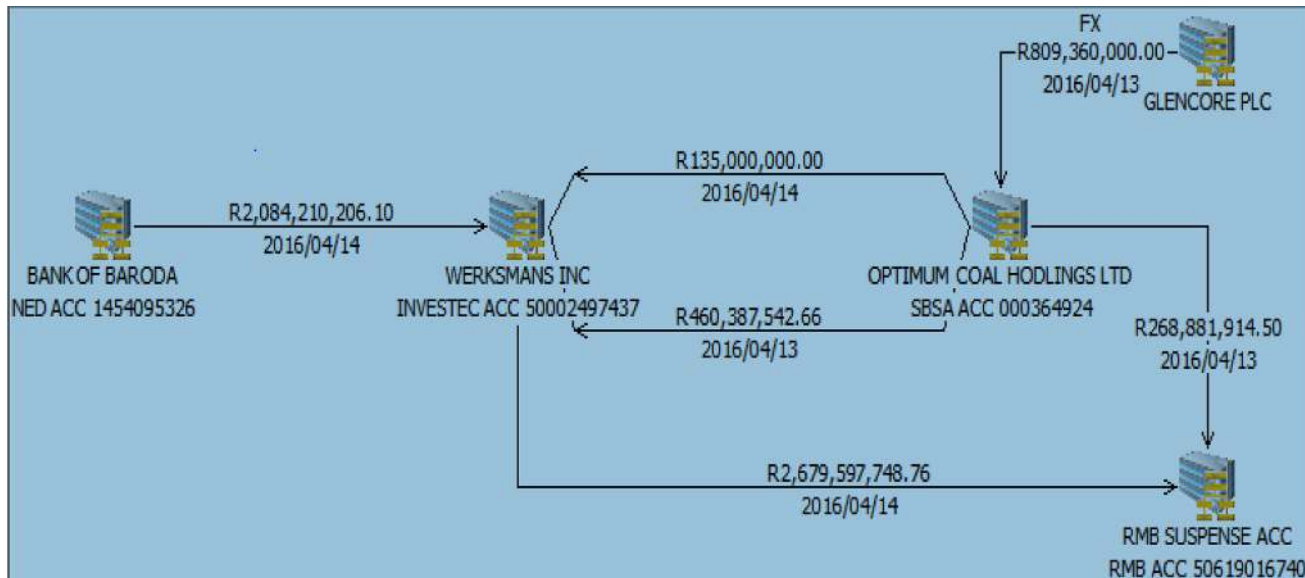 FX
R809,360,000.00
2016/04/13
GLENCORE PLC
R135,000,000.00
2016/04/14
R2,084,210,206.10
2016/04/14
BANK OF BARODA
NED ACC 1454095326
WERKSMANS INC
INVESTEC ACC 50002497437
OPTIMUM COAL HODLINGS LTD
SBSA ACC 000364924
R460,387,542.66
2016/04/13
R268,881,914.50
2016/04/13
R2,679,597,748.76
2016/04/14
RMB SUSPENSE ACC
RMB ACC 50619016740